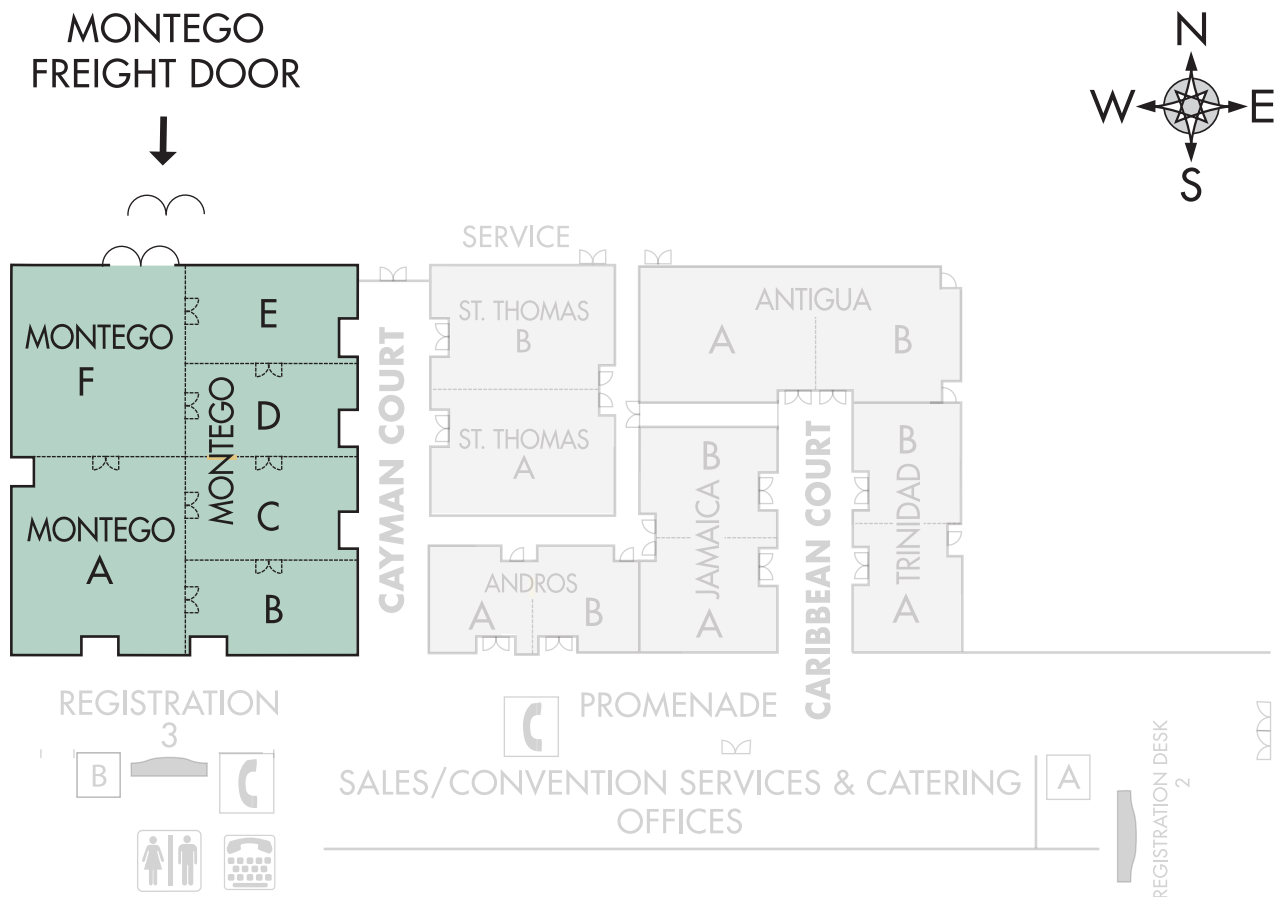 MONTEGO
FREIGHT DOOR
N
W
E
S
SERVICE
MONTEGO
F
E
D
MONTEGO
C
MONTEGO
A
B
CAYMAN COURT
ST. THOMAS
B
ST. THOMAS
A
ANTIGUA
A
B
ANDROS
A
B
B
JAMAICA
A
CARIBBEAN COURT
B
TRINIDAD
A
REGISTRATION
3
B
PROMENADE
SALES/CONVENTION SERVICES & CATERING
OFFICES
A
REGISTRATION DESK
2